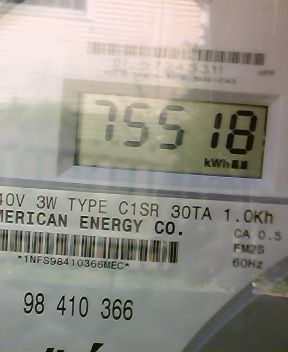 75518
kWh
40V 3W TYPE C1SR 30TA 1.0Kh
MERICAN ENERGY CO.
CA 0.5
FM2S
60Hz
*1NFS98410366MEC*
98 410 366